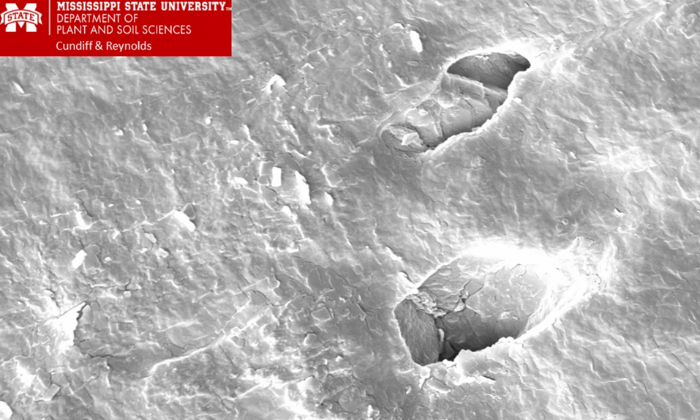 STATE
MISSISSIPPI STATE UNIVERSITY™
DEPARTMENT OF
PLANT AND SOIL SCIENCES
Cundiff & Reynolds